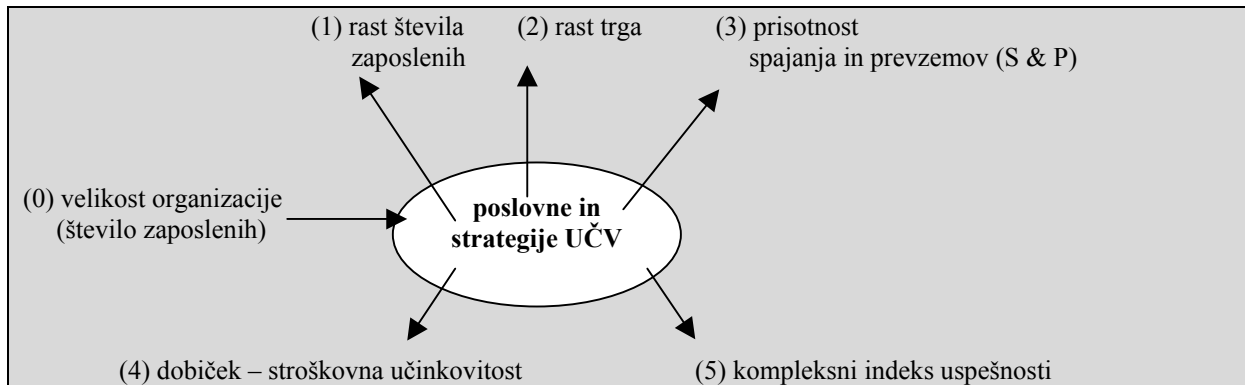 (1) rast števila (2) rast trga (3) prisotnost
zaposlenih spajanja in prevzemov (S & P)
(0) velikost organizacije
(število zaposlenih)
poslovne in
strategije UČV
(4) dobiček – stroškovna učinkovitost (5) kompleksni indeks uspešnosti